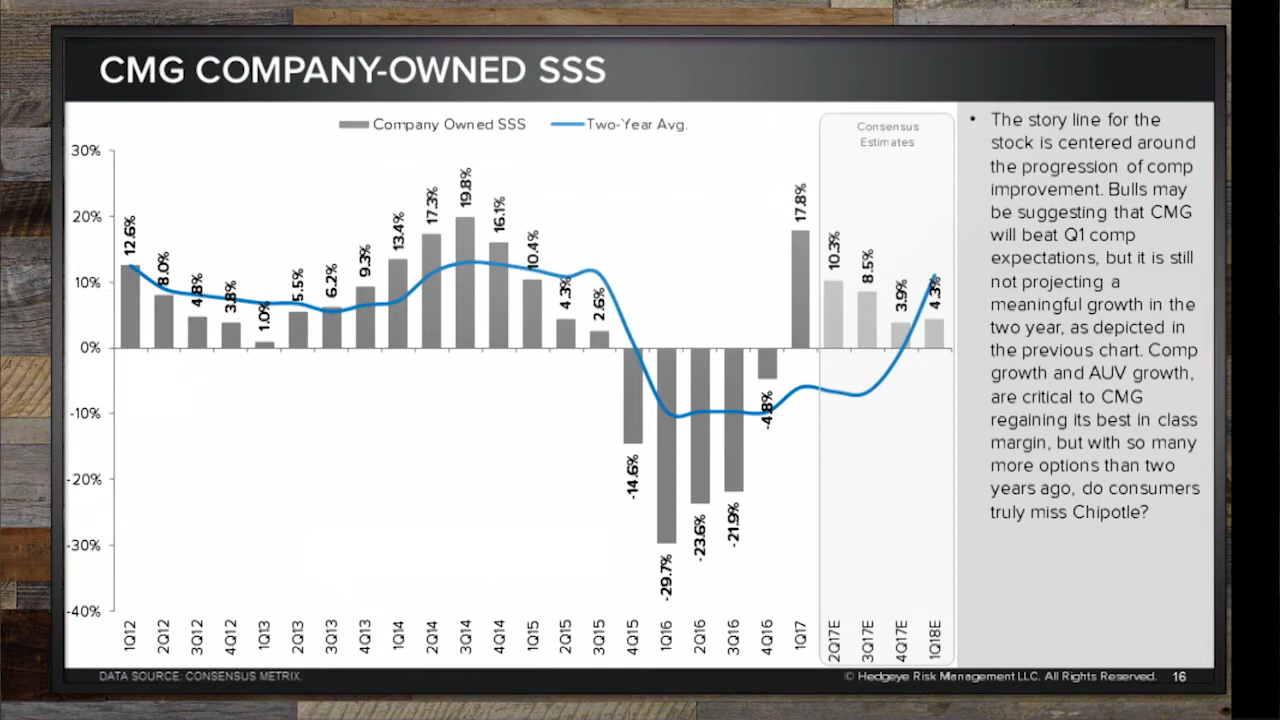 CMG COMPANY-OWNED SSS
Company Owned SSS
Two-Year Avg.
Consensus
Estimates
30%
20%
10%
0%
-10%
-20%
-30%
-40%
12.6%
8.0%
4.8%
3.8%
1.0%
5.5%
6.2%
9.3%
13.4%
17.3%
19.8%
16.1%
10.4%
4.3%
2.6%
-14.6%
-29.7%
-23.6%
-21.9%
-4.8%
17.8%
10.3%
8.5%
3.9%
4.3%
1Q12
2Q12
3Q12
4Q12
1Q13
2Q13
3Q13
4Q13
1Q14
2Q14
3Q14
4Q14
1Q15
2Q15
3Q15
4Q15
1Q16
2Q16
3Q16
4Q16
1Q17
2Q17E
3Q17E
4Q17E
1Q18E
• The story line for the
stock is centered around
the progression of comp
improvement. Bulls may
be suggesting that CMG
will beat Q1 comp
expectations, but it is still
not projecting a
meaningful growth in the
two year, as depicted in
the previous chart. Comp
growth and AUV growth,
are critical to CMG
regaining its best in class
margin, but with so many
more options than two
years ago, do consumers
truly miss Chipotle?
DATA SOURCE: CONSENSUS METRIX.
© Hedgeye Risk Management LLC. All Rights Reserved. 16